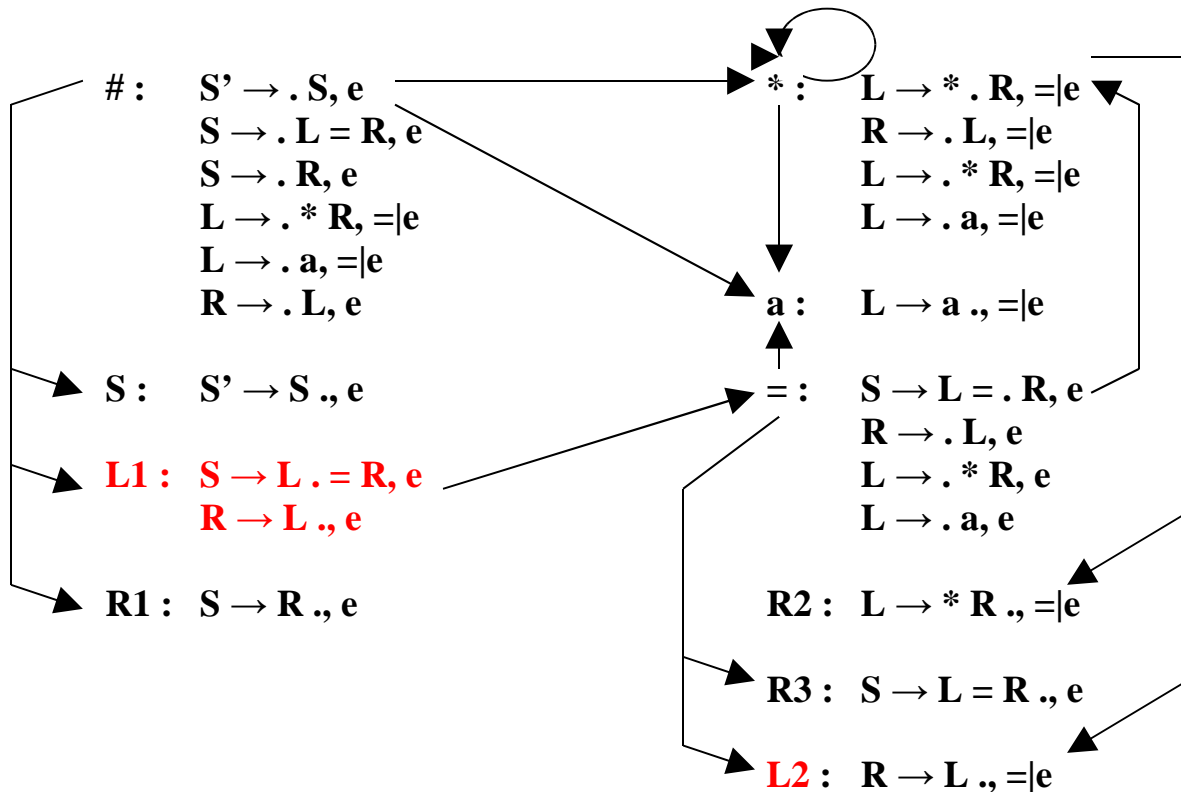 # : S’ → . S, e
S → . L = R, e
S → . R, e
L → . * R, =|e
L → . a, =|e
R → . L, e
S : S’ → S ., e
L1 : S → L . = R, e
R → L ., e
R1 : S → R ., e
* : L → * . R, =|e
R → . L, =|e
L → . * R, =|e
L → . a, =|e
a : L → a ., =|e
= : S → L = . R, e
R → . L, e
L → . * R, e
L → . a, e
R2 : L → * R ., =|e
R3 : S → L = R ., e
L2 : R → L ., =|e